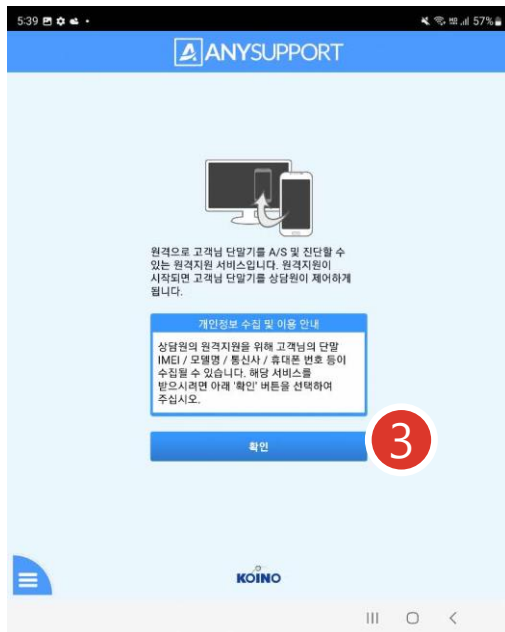 5:39
57%
ANYSUPPORT
원격으로 고객님 단말기를 A/S 및 진단할 수
있는 원격지원 서비스입니다. 원격지원이
시작되면 고객님 단말기를 상담원이 제어하게
됩니다.
개인정보 수집 및 이용 안내
상담원의 원격지원을 위해 고객님의 단말
IMEI / 모델명 / 통신사 / 휴대폰 번호 등이
수집될 수 있습니다. 해당 서비스를
받으시려면 아래 '확인' 버튼을 선택하여
주십시오.
확인
3
KOINO